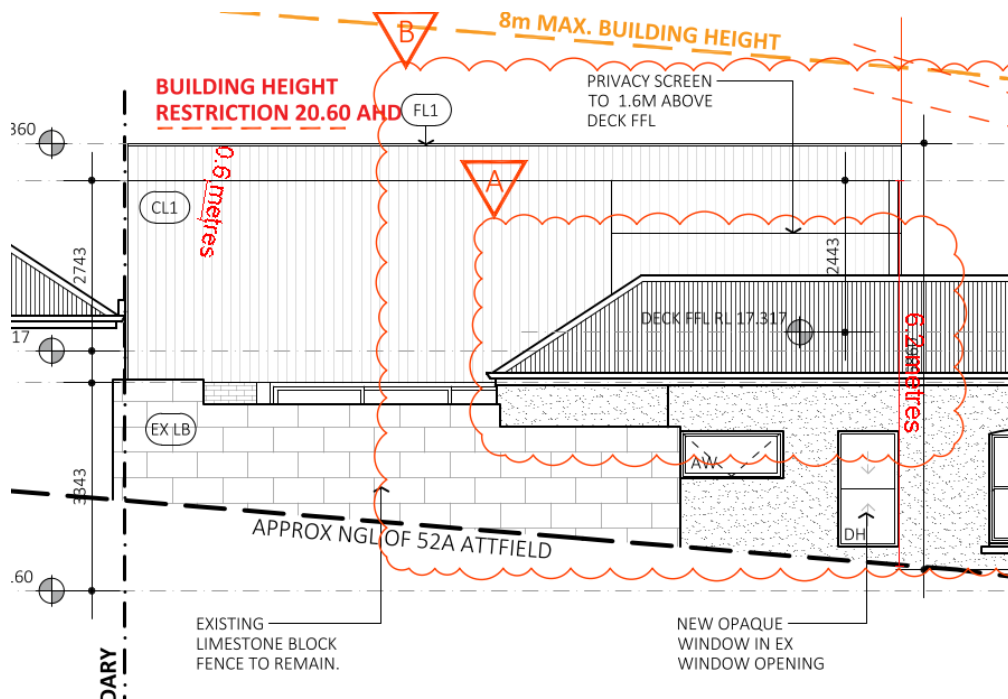 B
8m MAX. BUILDING HEIGHT
BUILDING HEIGHT
RESTRICTION 20.60 AHD
FL1
PRIVACY SCREEN
TO 1.6M ABOVE
DECK FFL
360
0.6 metres
A
CL1
2743
2443
DECK FFL RL 17.317
17
6.2 metres
EX LB
AW
3343
DH
APPROX NGL OF 52A ATTFIELD
.60
EXISTING
LIMESTONE BLOCK
FENCE TO REMAIN.
NEW OPAQUE
WINDOW IN EX
WINDOW OPENING
DARY